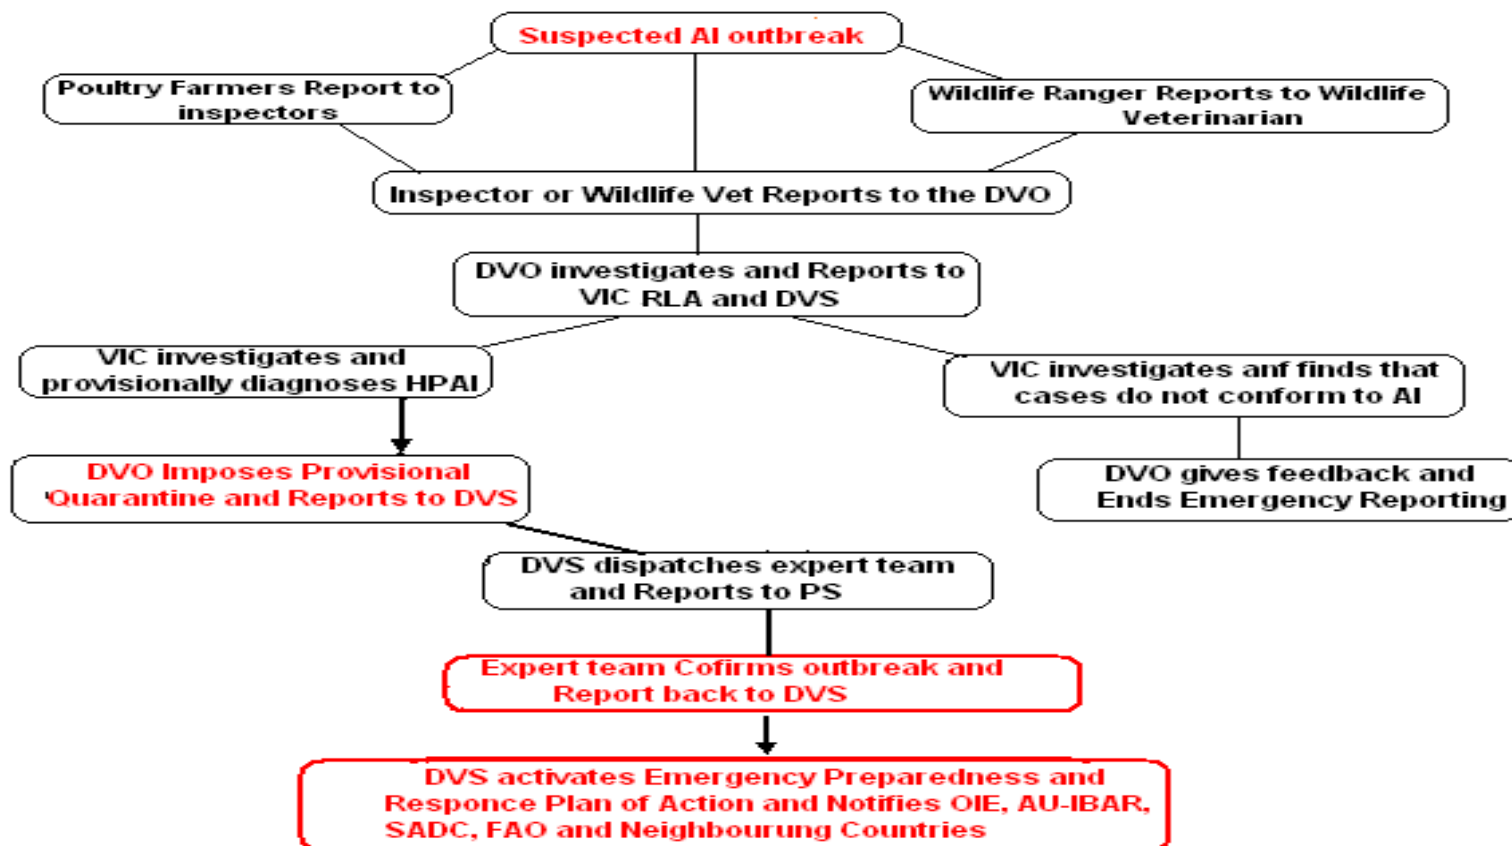 Suspected AI outbreak
Poultry Farmers Report to
inspectors
Wildlife Ranger Reports to Wildlife
Veterinarian
Inspector or Wildlife Vet Reports to the DVO
DVO investigates and Reports to
VIC RLA and DVS
VIC investigates and
provisionally diagnoses HPAI
VIC investigates anf finds that
cases do not conform to AI
DVO Imposes Provisional
Quarantine and Reports to DVS
DVO gives feedback and
Ends Emergency Reporting
DVS dispatches expert team
and Reports to PS
Expert team Cofirms outbreak and
Report back to DVS
DVS activates Emergency Preparedness and
Responce Plan of Action and Notifies OIE, AU-IBAR,
SADC, FAO and Neighbourung Countries